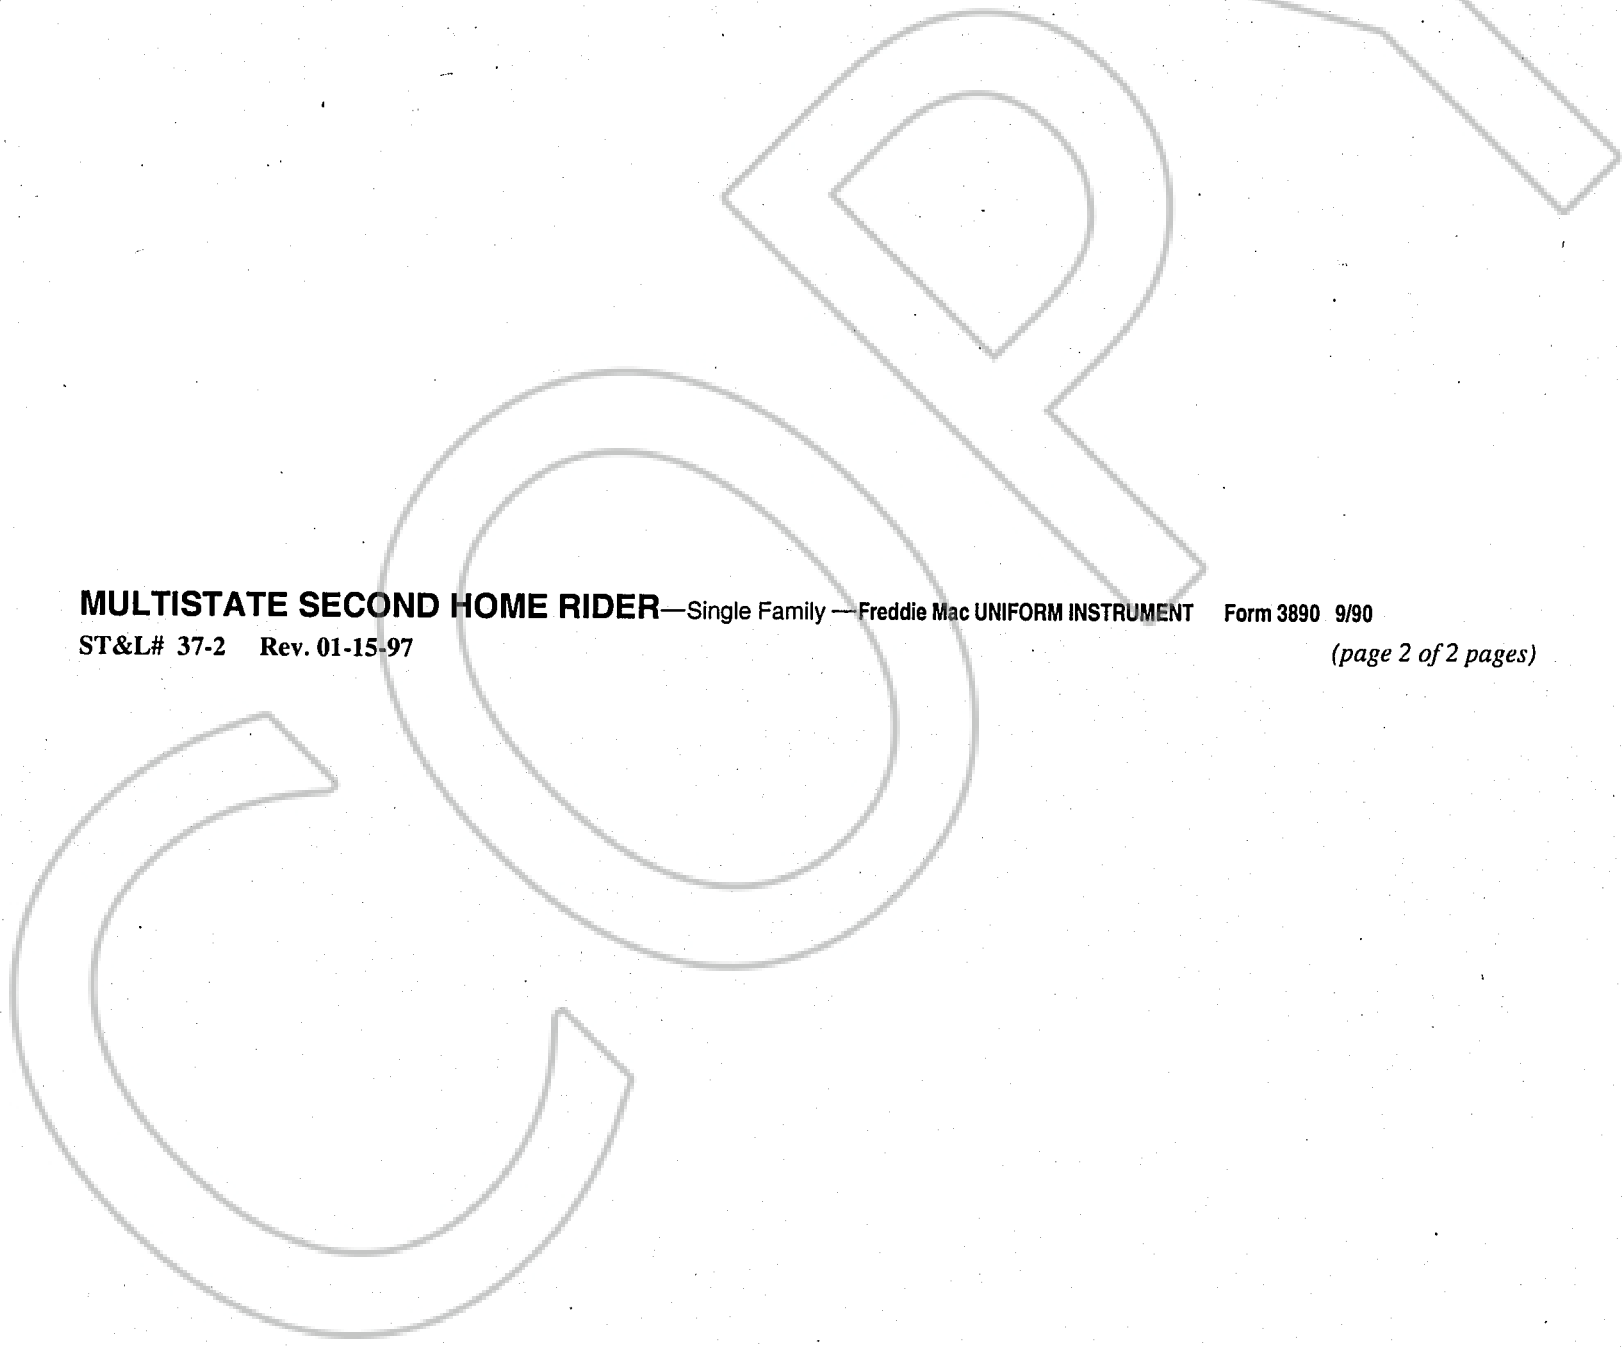 MULTISTATE SECOND HOME RIDER—Single Family —Freddie Mac UNIFORM INSTRUMENT Form 3890 9/90
ST&L# 37-2 Rev. 01-15-97 (page 2 of 2 pages)
COPY